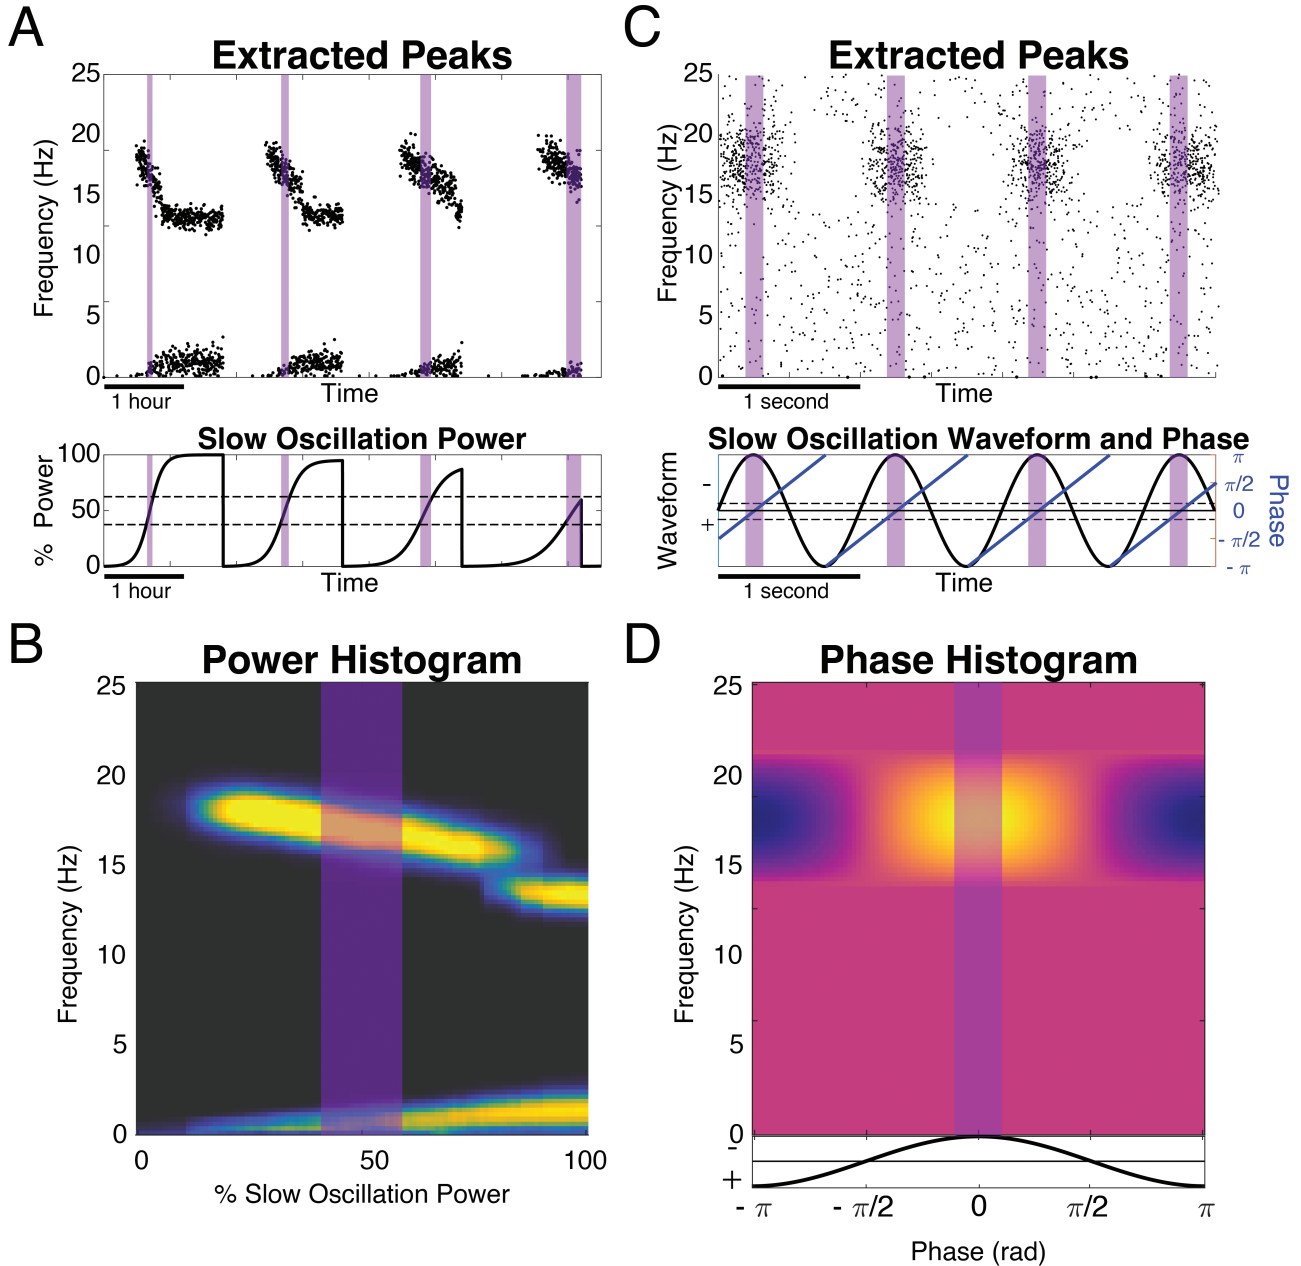 A
Extracted Peaks
25
20
15
10
5
0
Frequency (Hz)
1 hour
Time
Slow Oscillation Power
100
50
0
% Power
1 hour
Time
B
Power Histogram
25
20
15
10
5
0
Frequency (Hz)
0 50 100
% Slow Oscillation Power
C
Extracted Peaks
25
20
15
10
5
0
Frequency (Hz)
1 second
Time
Slow Oscillation Waveform and Phase
Waveform
-
+
π
π/2
0
- π/2
- π
Phase
1 second
Time
D
Phase Histogram
25
20
15
10
5
0
Frequency (Hz)
-
+
- π - π/2 0 π/2 π
Phase (rad)